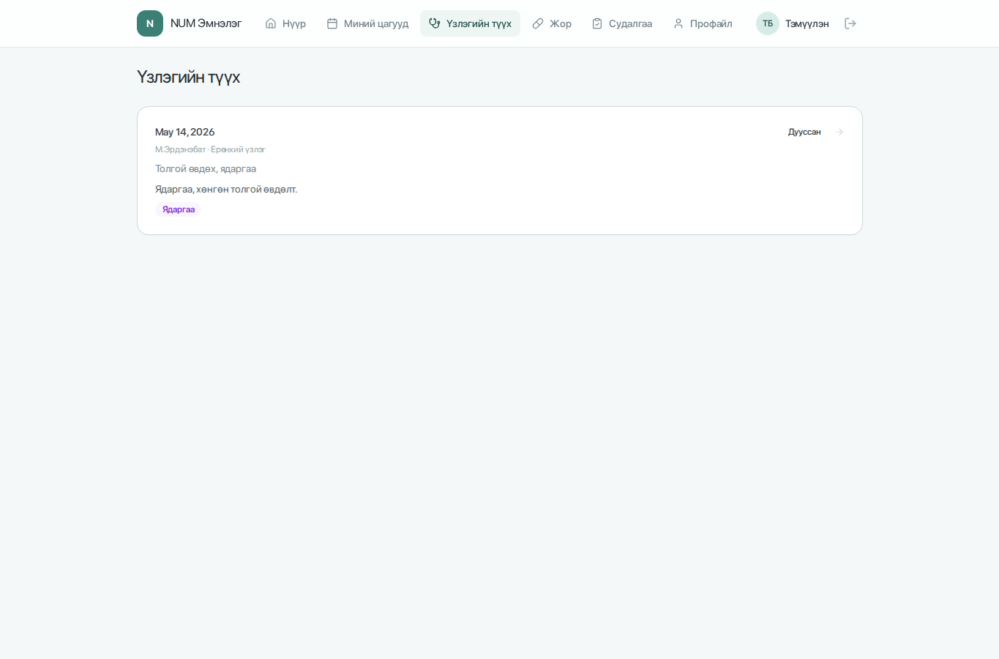 N NUM Эмнэлэг Нүүр Миний цагууд Үзлэгийн түүх Жор Судалгаа Профайл ТБ Тэмүүлэн
Үзлэгийн түүх
May 14, 2026 Дууссан
М.Эрдэнэбат · Ерөнхий үзлэг
Толгой өвдөх, ядаргаа
Ядаргаа, хөнгөн толгой өвдөлт.
Ядаргаа